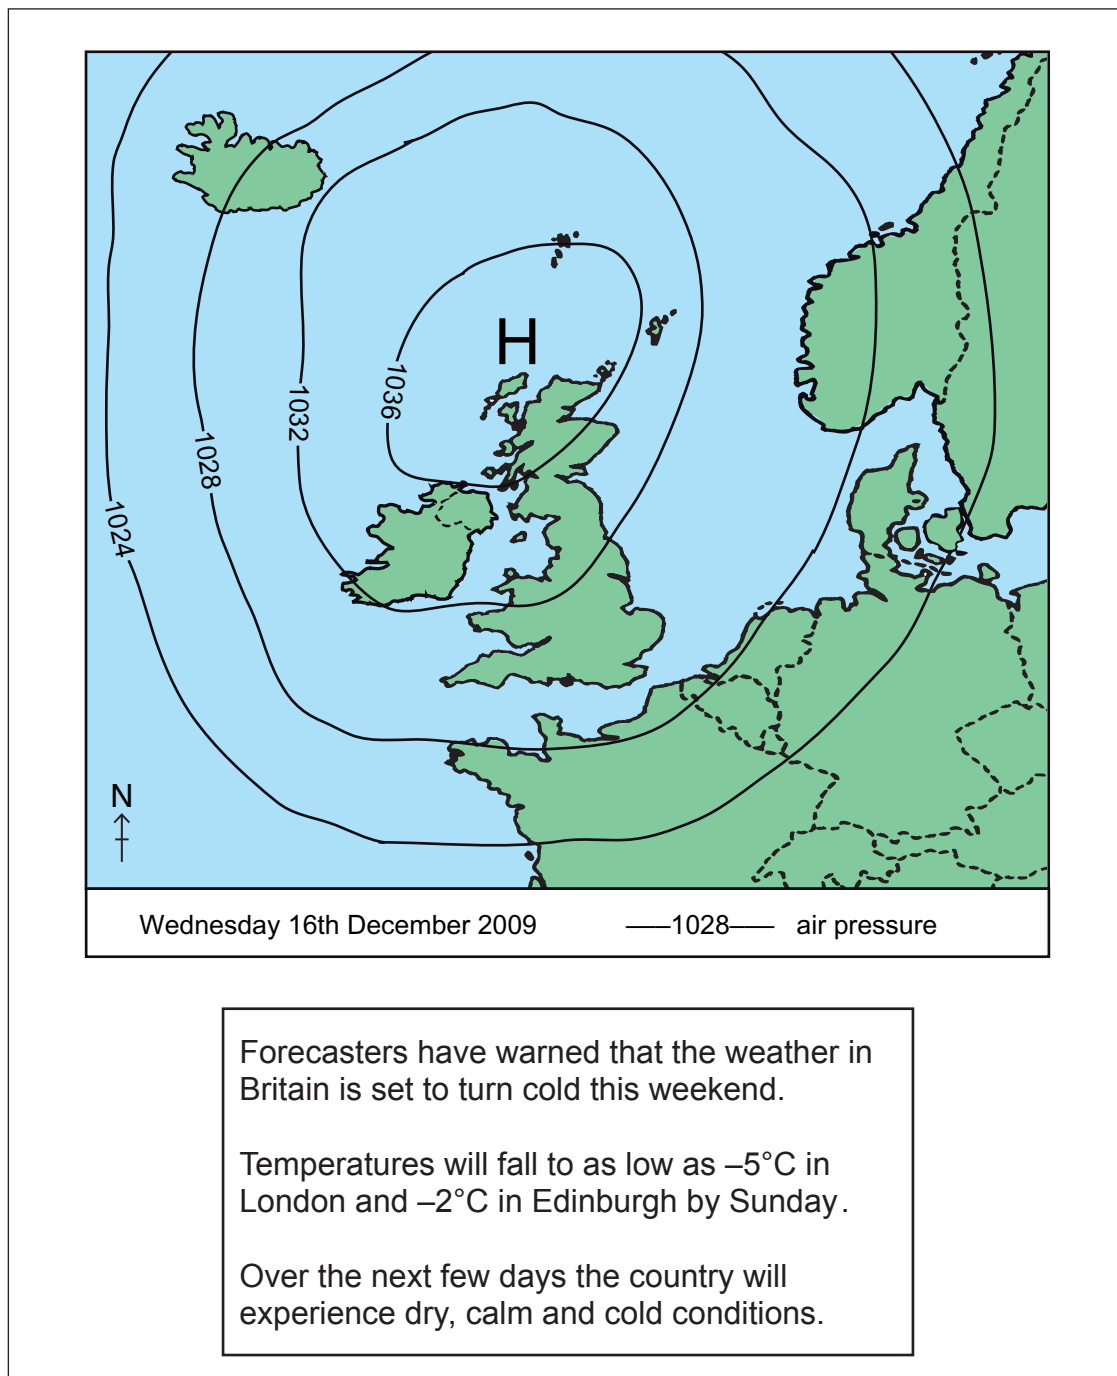 H
1036
1032
1028
1024
N
Wednesday 16th December 2009 1028 air pressure
Forecasters have warned that the weather in
Britain is set to turn cold this weekend.
Temperatures will fall to as low as –5°C in
London and –2°C in Edinburgh by Sunday.
Over the next few days the country will
experience dry, calm and cold conditions.